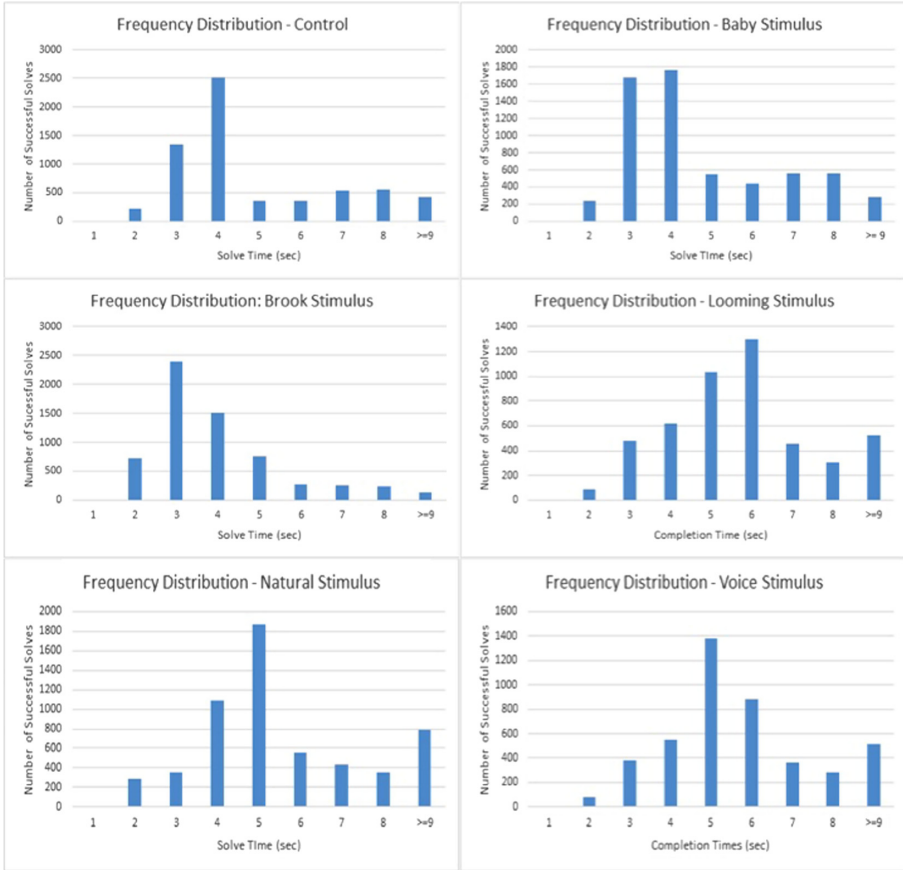 Frequency Distribution - Control
Number of Successful Solves
3000
2500
2000
1500
1000
500
0
1 2 3 4 5 6 7 8 >=9
Solve Time (sec)
Frequency Distribution - Baby Stimulus
Number of Successful Solves
2000
1800
1600
1400
1200
1000
800
600
400
200
0
1 2 3 4 5 6 7 8 >= 9
Solve TIme (sec)
Frequency Distribution: Brook Stimulus
Number of Successful Solves
3000
2500
2000
1500
1000
500
0
1 2 3 4 5 6 7 8 >=9
Solve Time (sec)
Frequency Distribution - Looming Stimulus
Number of Successful Solves
1400
1200
1000
800
600
400
200
0
1 2 3 4 5 6 7 8 >=9
Completion Time (sec)
Frequency Distribution - Natural Stimulus
Number of Successful Solves
2000
1800
1600
1400
1200
1000
800
600
400
200
0
1 2 3 4 5 6 7 8 >=9
Solve TIme (sec)
Frequency Distribution - Voice Stimulus
Number of Successful Solves
1600
1400
1200
1000
800
600
400
200
0
1 2 3 4 5 6 7 8 >=9
Completion Times (sec)